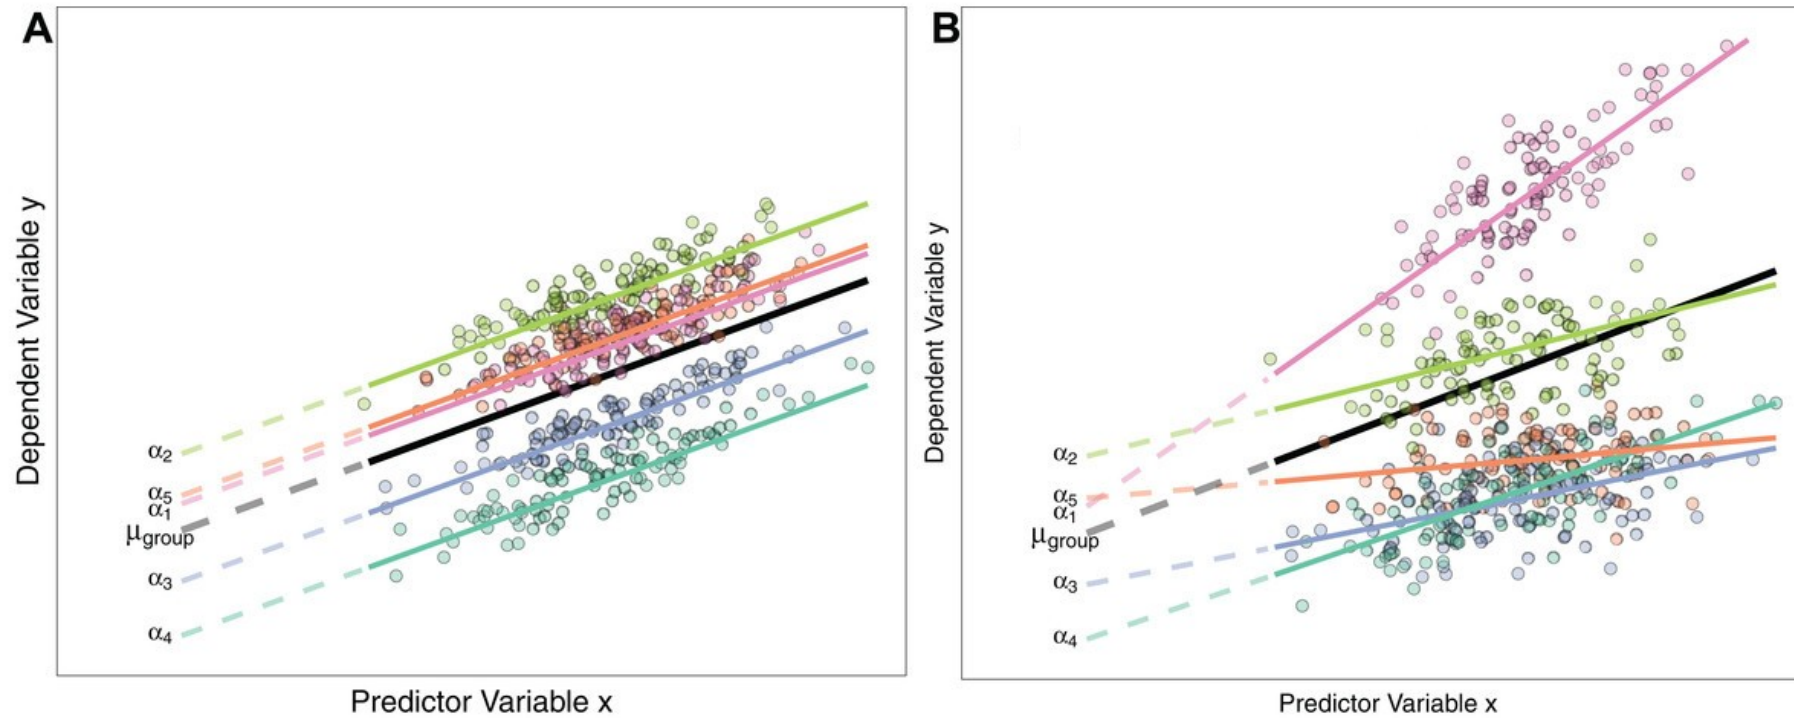 A
Dependent Variable y
α2
α5
α1
μgroup
α3
α4
Predictor Variable x
B
Dependent Variable y
α2
α5
α1
μgroup
α3
α4
Predictor Variable x